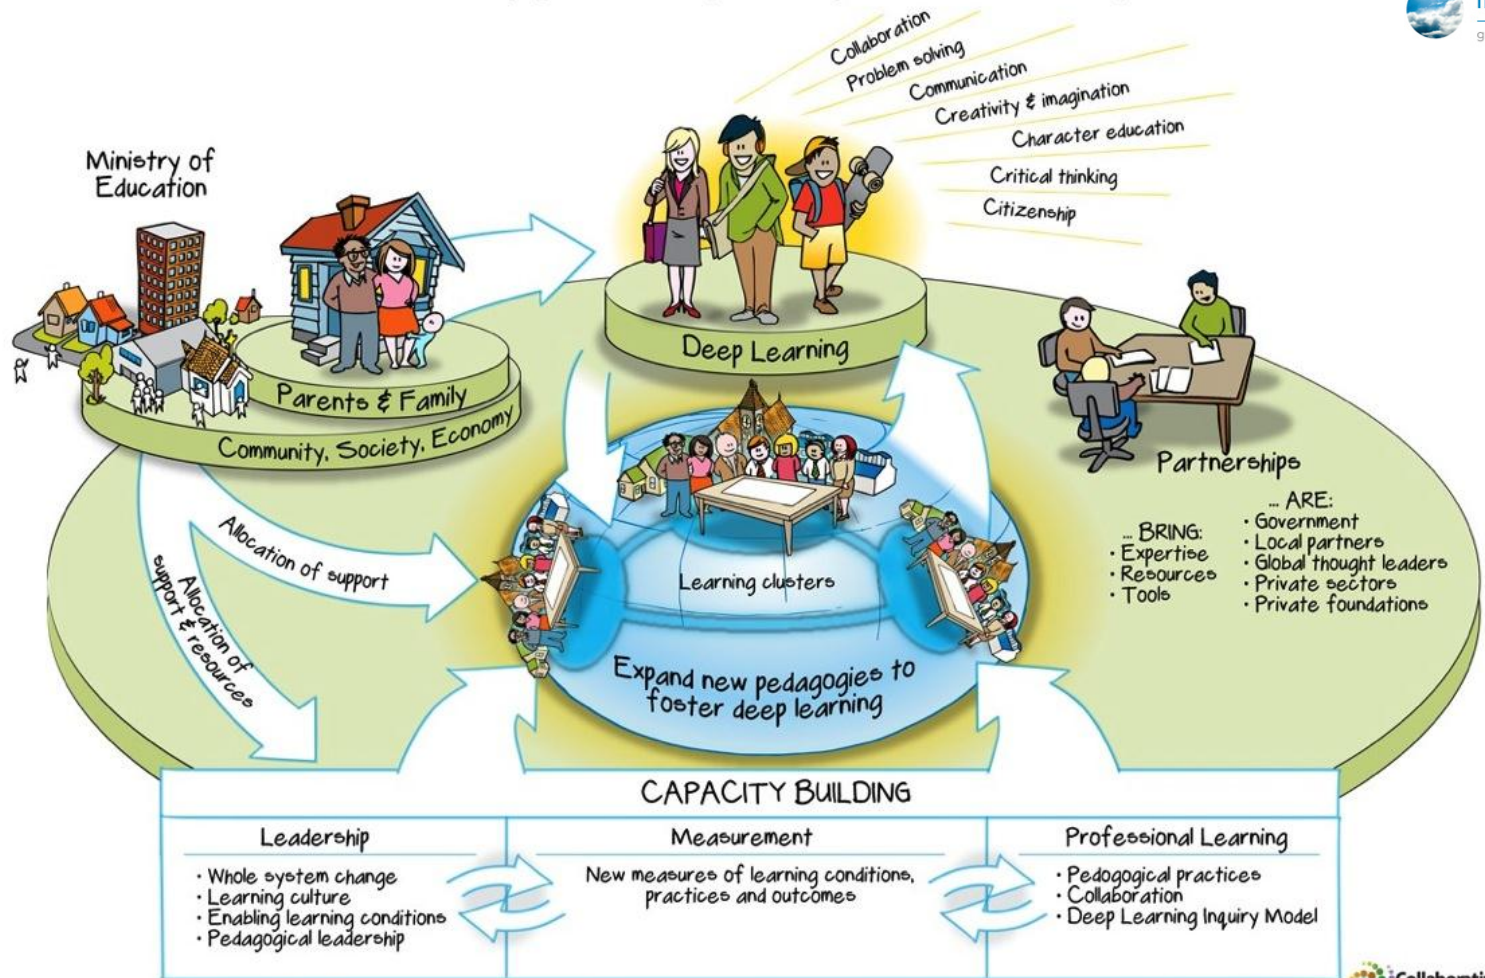 Collaboration
Problem solving
Communication
Creativity & imagination
Character education
Critical thinking
Citizenship
Ministry of
Education
Deep Learning
Parents & Family
Community, Society, Economy
Partnerships
... BRING:
· Expertise
· Resources
· Tools
... ARE:
· Government
· Local partners
· Global thought leaders
· Private sectors
· Private foundations
Allocation of support
Allocation of
support & resources
Learning clusters
Expand new pedagogies to
foster deep learning
CAPACITY BUILDING
Leadership
· Whole system change
· Learning culture
· Enabling learning conditions
· Pedagogical leadership
Measurement
New measures of learning conditions,
practices and outcomes
Professional Learning
· Pedogogical practices
· Collaboration
· Deep Learning Inquiry Model